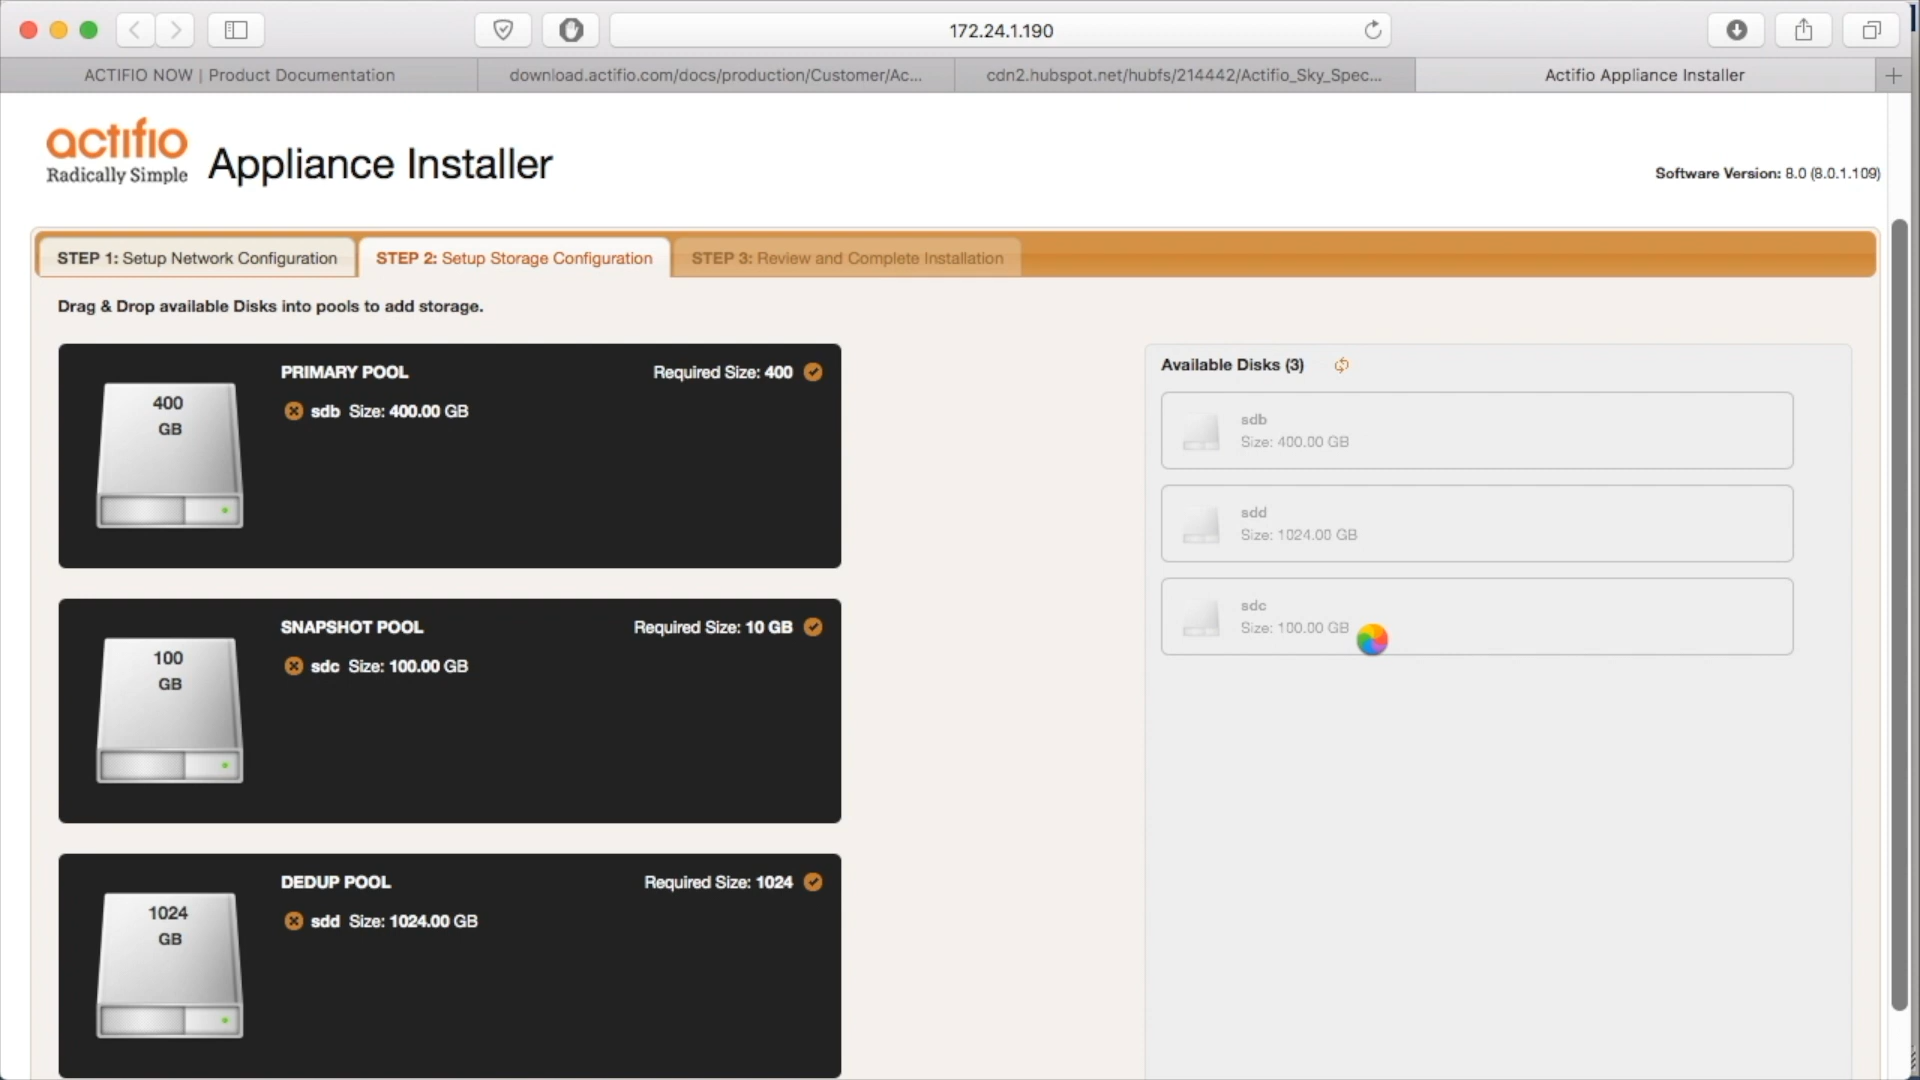 172.24.1.190
ACTIFIO NOW | Product Documentation
download.actifio.com/docs/production/Customer/Ac...
cdn2.hubspot.net/hubfs/214442/Actifio_Sky_Spec...
Actifio Appliance Installer
actifio
Radically Simple
Appliance Installer
Software Version: 8.0 (8.0.1.109)
STEP 1: Setup Network Configuration
STEP 2: Setup Storage Configuration
STEP 3: Review and Complete Installation
Drag & Drop available Disks into pools to add storage.
400
GB
PRIMARY POOL
Required Size: 400
sdb Size: 400.00 GB
100
GB
SNAPSHOT POOL
Required Size: 10 GB
sdc Size: 100.00 GB
1024
GB
DEDUP POOL
Required Size: 1024
sdd Size: 1024.00 GB
Available Disks (3)
sdb
Size: 400.00 GB
sdd
Size: 1024.00 GB
sdc
Size: 100.00 GB